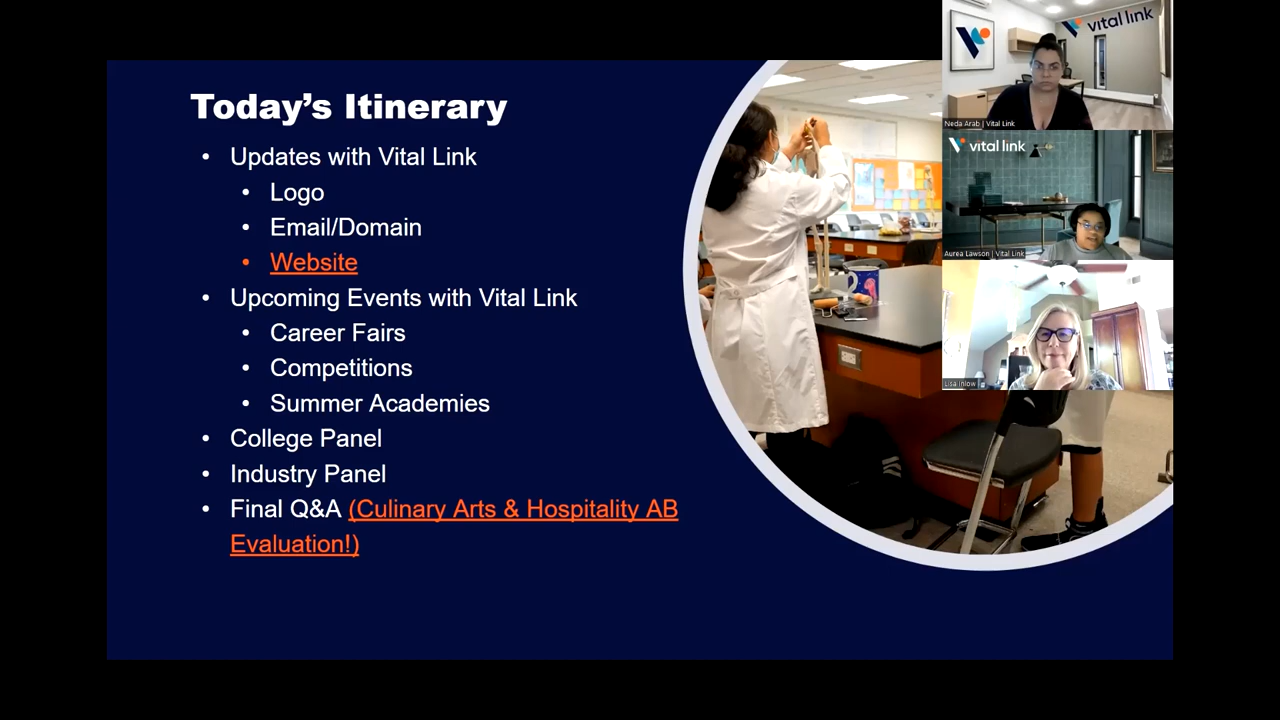 Today's Itinerary
• Updates with Vital Link
• Logo
• Email/Domain
• Website
• Upcoming Events with Vital Link
• Career Fairs
• Competitions
• Summer Academies
• College Panel
• Industry Panel
• Final Q&A (Culinary Arts & Hospitality AB
Evaluation!)
vital link
Neda Arab | Vital Link
vital link
Aurea Lawson | Vital Link
Lisa Inlow